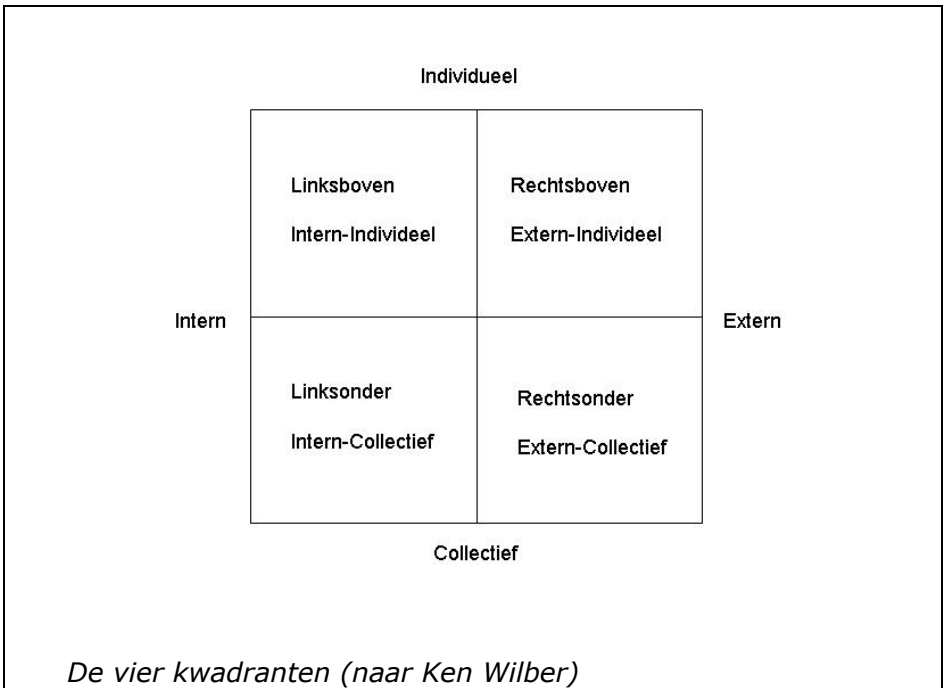 Individueel
Linksboven
Intern-Individeel
Rechtsboven
Extern-Individeel
Intern
Extern
Linksonder
Intern-Collectief
Rechtsonder
Extern-Collectief
Collectief
De vier kwadranten (naar Ken Wilber)